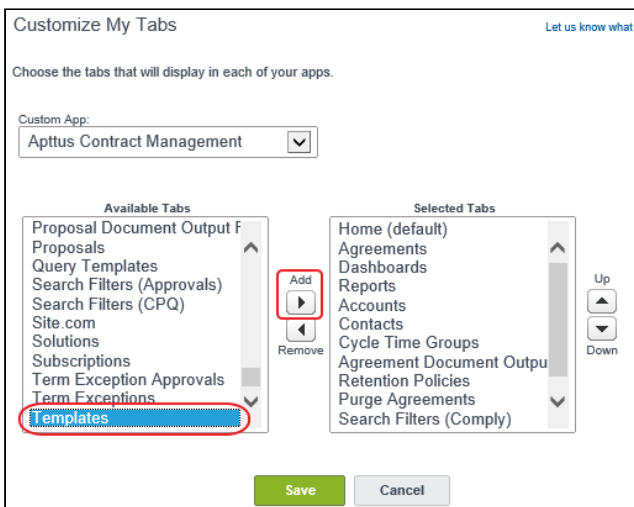 Customize My Tabs
Let us know what
Choose the tabs that will display in each of your apps.
Custom App:
Apttus Contract Management
Available Tabs
Proposal Document Output F
Proposals
Query Templates
Search Filters (Approvals)
Search Filters (CPQ)
Site.com
Solutions
Subscriptions
Term Exception Approvals
Term Exceptions
Templates
Add
Remove
Selected Tabs
Home (default)
Agreements
Dashboards
Reports
Accounts
Contacts
Cycle Time Groups
Agreement Document Outpu
Retention Policies
Purge Agreements
Search Filters (Comply)
Up
Down
Save
Cancel